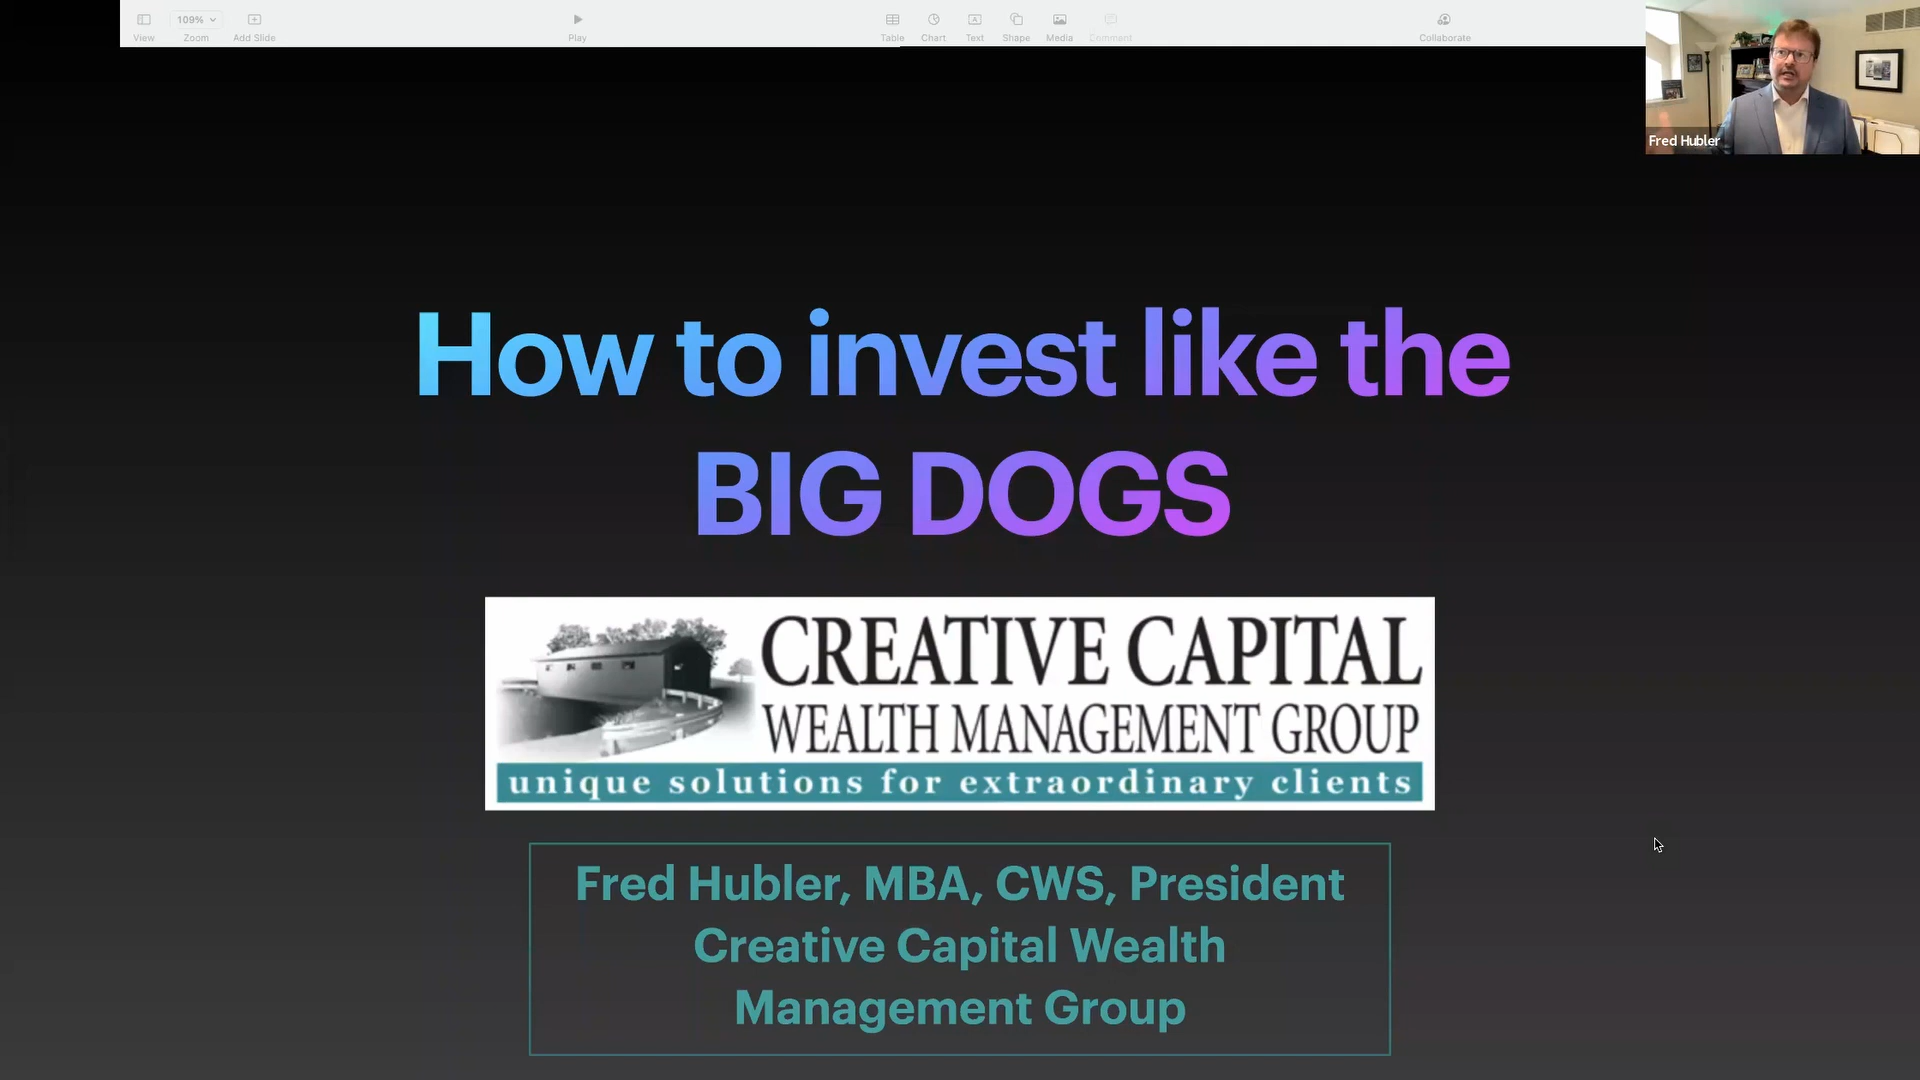 109%
View
Zoom
Add Slide
Play
Table
Chart
Text
Shape
Media
Comment
Collaborate
Fred Hubler
How to invest like the
BIG DOGS
CREATIVE CAPITAL
WEALTH MANAGEMENT GROUP
unique solutions for extraordinary clients
Fred Hubler, MBA, CWS, President
Creative Capital Wealth
Management Group